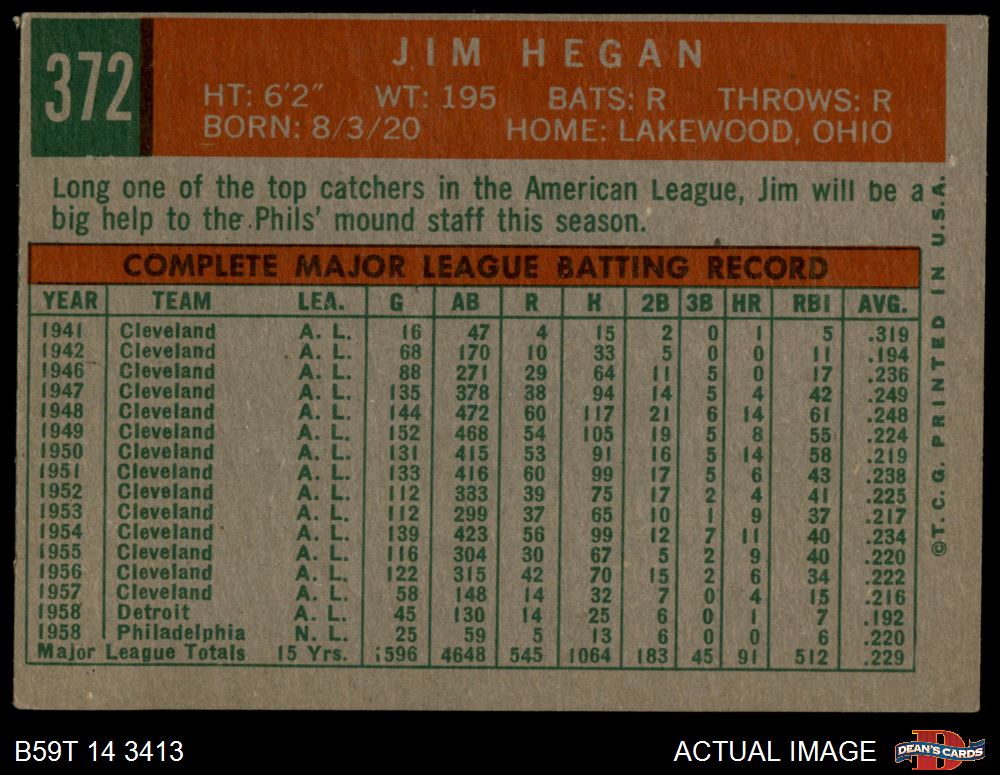 372
JIM HEGAN
HT: 6'2" WT: 195 BATS: R THROWS: R
BORN: 8/3/20 HOME: LAKEWOOD, OHIO
Long one of the top catchers in the American League, Jim will be a
big help to the Phils' mound staff this season.
COMPLETE MAJOR LEAGUE BATTING RECORD
YEAR TEAM LEA. G AB R H 2B 3B HR RBI AVG.
1941 Cleveland A. L. 16 47 4 15 2 0 1 5 .319
1942 Cleveland A. L. 68 170 10 33 5 0 0 11 .194
1946 Cleveland A. L. 88 271 29 64 11 5 0 17 .236
1947 Cleveland A. L. 135 378 38 94 14 5 4 42 .249
1948 Cleveland A. L. 144 472 60 117 21 6 14 61 .248
1949 Cleveland A. L. 152 468 54 105 19 5 8 55 .224
1950 Cleveland A. L. 131 415 53 91 16 5 14 58 .219
1951 Cleveland A. L. 133 416 60 99 17 5 6 43 .238
1952 Cleveland A. L. 112 333 39 75 17 2 4 41 .225
1953 Cleveland A. L. 112 299 37 65 10 1 9 37 .217
1954 Cleveland A. L. 139 423 56 99 12 7 11 40 .234
1955 Cleveland A. L. 116 304 30 67 5 2 9 40 .220
1956 Cleveland A. L. 122 315 42 70 15 2 6 34 .222
1957 Cleveland A. L. 58 148 14 32 7 0 4 15 .216
1958 Detroit A. L. 45 130 14 25 6 0 1 7 .192
1958 Philadelphia N. L. 25 59 5 13 6 0 0 6 .220
Major League Totals 15 Yrs. 1596 4648 545 1064 183 45 91 512 .229
©T.C.G. PRINTED IN U.S.A.
B59T 14 3413
ACTUAL IMAGE
D
DEAN'S CARDS